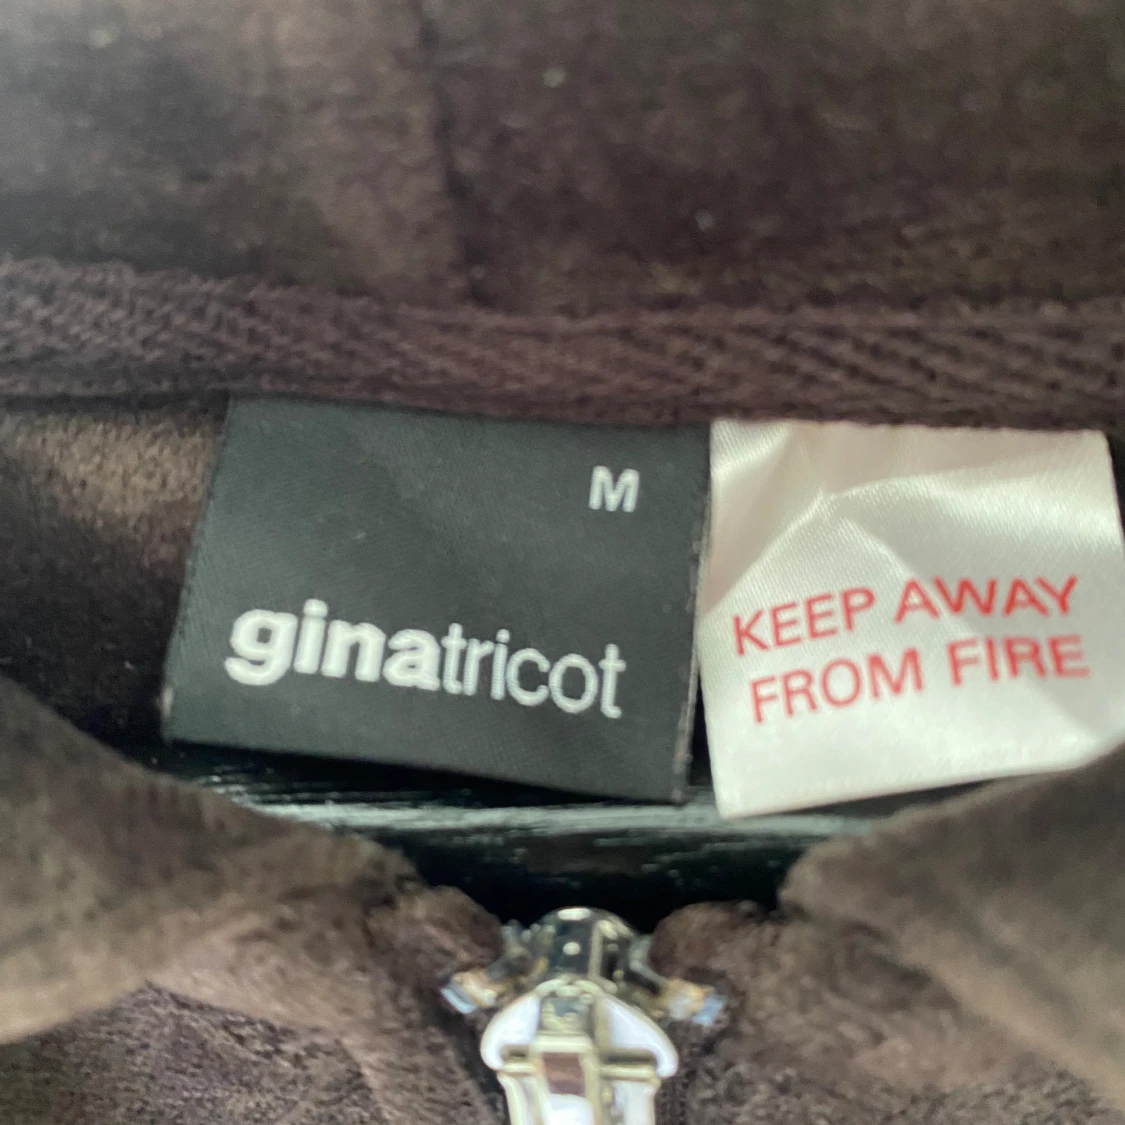 M
ginatricot
KEEP AWAY
FROM FIRE